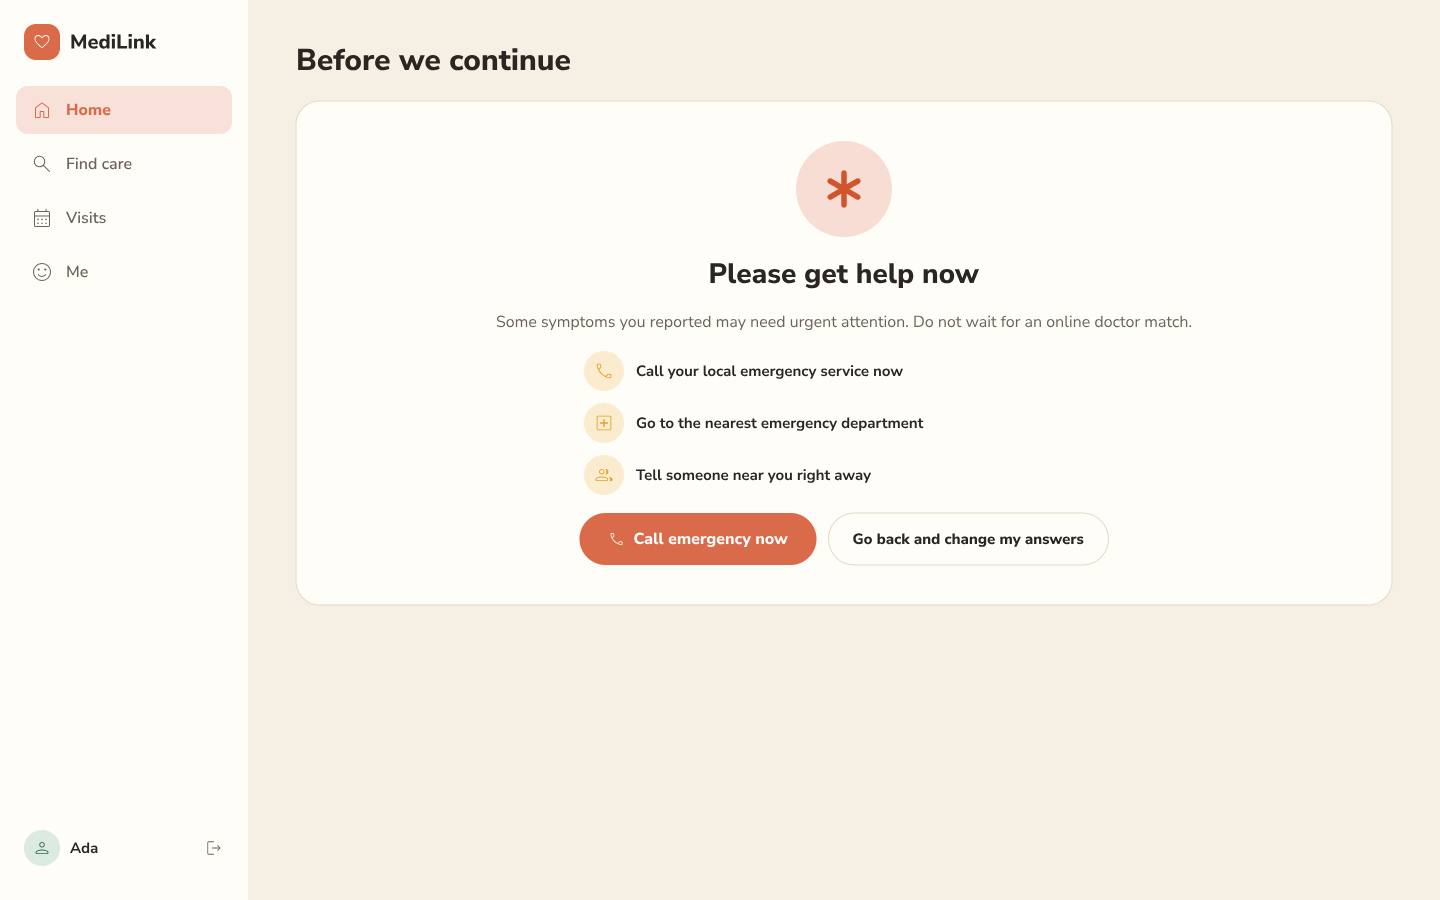 MediLink
Home
Find care
Visits
Me
Ada
Before we continue
Please get help now
Some symptoms you reported may need urgent attention. Do not wait for an online doctor match.
Call your local emergency service now
Go to the nearest emergency department
Tell someone near you right away
Call emergency now
Go back and change my answers